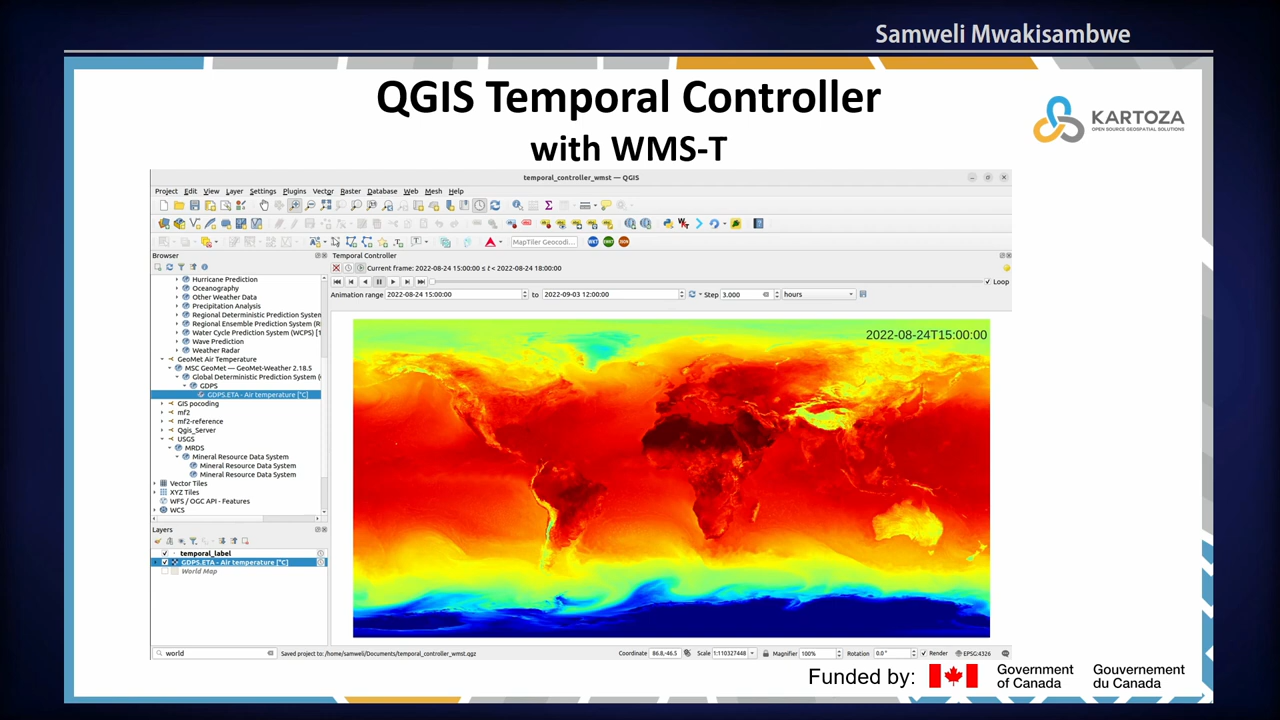 Samweli Mwakisambwe
QGIS Temporal Controller
with WMS-T
KARTOZA
OPEN SOURCE GEOSPATIAL SOLUTIONS
temporal_controller_wmst — QGIS
Project Edit View Layer Settings Plugins Vector Raster Database Web Mesh Help
MapTiler Geocodi...
Browser
Temporal Controller
Current frame: 2022-08-24 15:00:00 ≤ t < 2022-08-24 18:00:00
Loop
Animation range 2022-08-24 15:00:00 to 2022-09-03 12:00:00 Step 3.000 hours
Hurricane Prediction
Oceanography
Other Weather Data
Precipitation Analysis
Regional Deterministic Prediction System
Regional Ensemble Prediction System (R
Water Cycle Prediction System (WCPS) [1
Wave Prediction
Weather Radar
GeoMet Air Temperature
MSC GeoMet — GeoMet-Weather 2.18.5
Global Deterministic Prediction System (
GDPS
GDPS.ETA - Air temperature [°C]
GIS pocoding
mf2
mf2-reference
Qgis_Server
USGS
MRDS
Mineral Resource Data System
Mineral Resource Data System
Mineral Resource Data System
Vector Tiles
XYZ Tiles
WFS / OGC API - Features
WCS
2022-08-24T15:00:00
Layers
temporal_label
GDPS.ETA - Air temperature [°C]
World Map
world
Saved project to: /home/samweli/Documents/temporal_controller_wmst.qgz
Coordinate 86.8,-46.5 Scale 1:110327448 Magnifier 100% Rotation 0.0 ° Render EPSG:4326
Funded by:
Government
of Canada
Gouvernement
du Canada